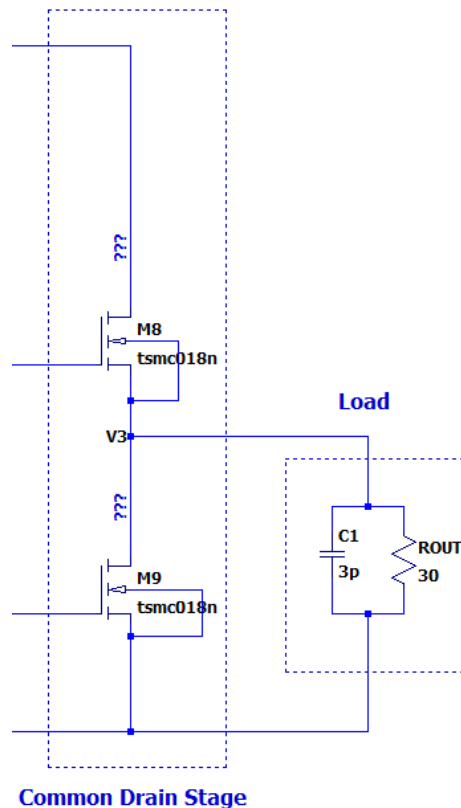 ???
M8
tsmc018n
Load
V3
???
C1
3p
ROUT
30
M9
tsmc018n
Common Drain Stage